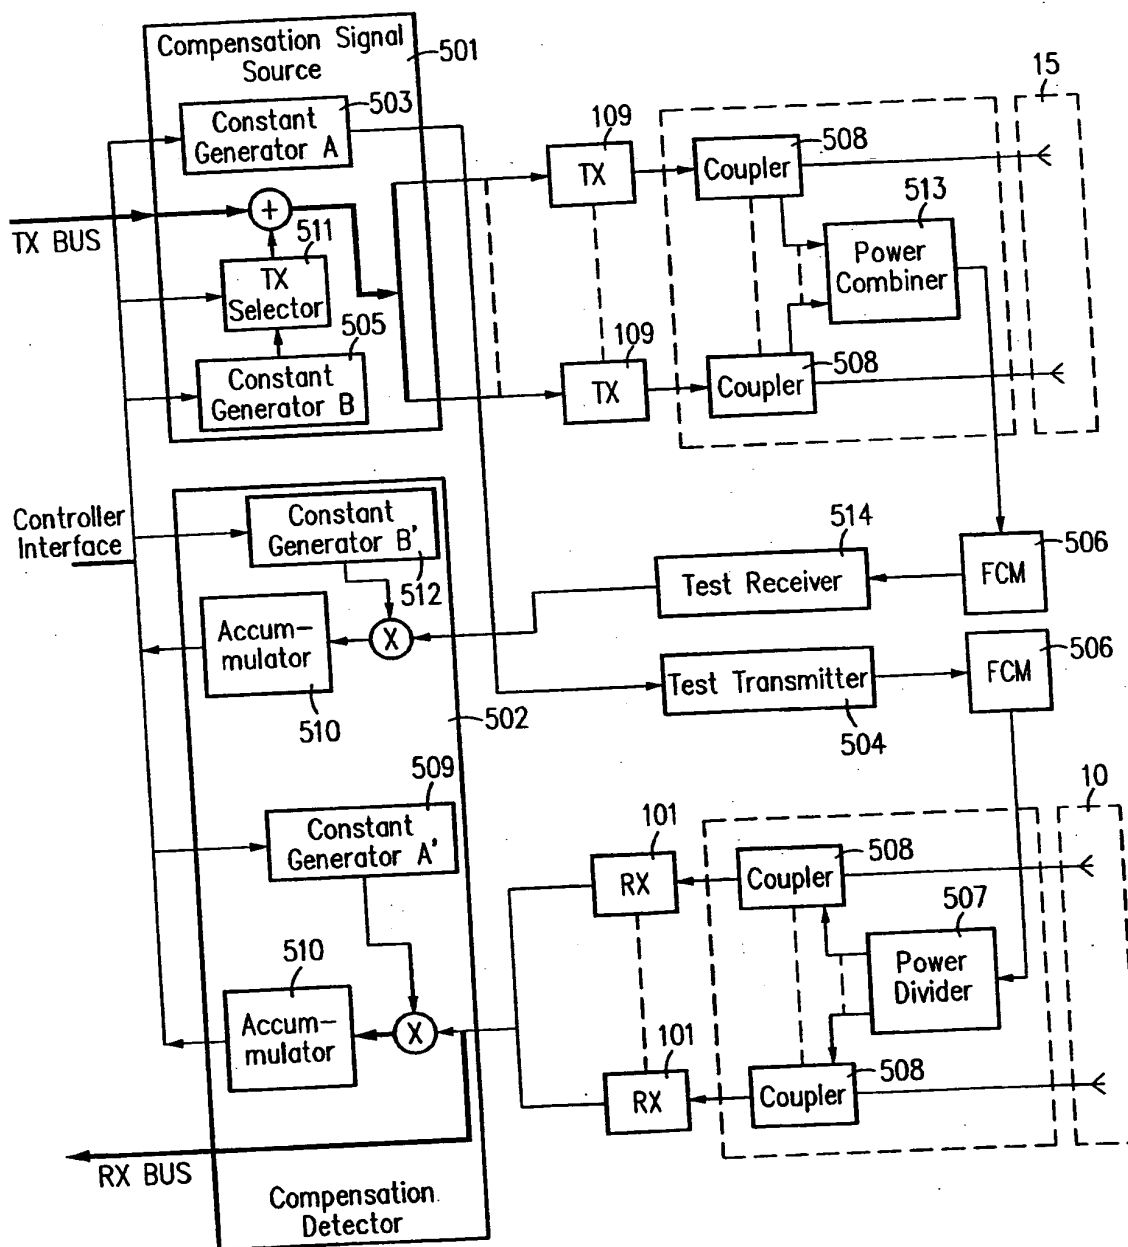 Compensation Signal
Source
501
503
Constant
Generator A
TX BUS
+
511
TX
Selector
505
Constant
Generator B
109
TX
109
TX
508
Coupler
508
Coupler
513
Power
Combiner
15
Controller
Interface
Constant
Generator B'
512
Accum-
mulator
510
X
514
Test Receiver
506
FCM
Test Transmitter
504
506
FCM
502
509
Constant
Generator A'
510
Accum-
mulator
X
101
RX
101
RX
508
Coupler
508
Coupler
507
Power
Divider
10
RX BUS
Compensation
Detector